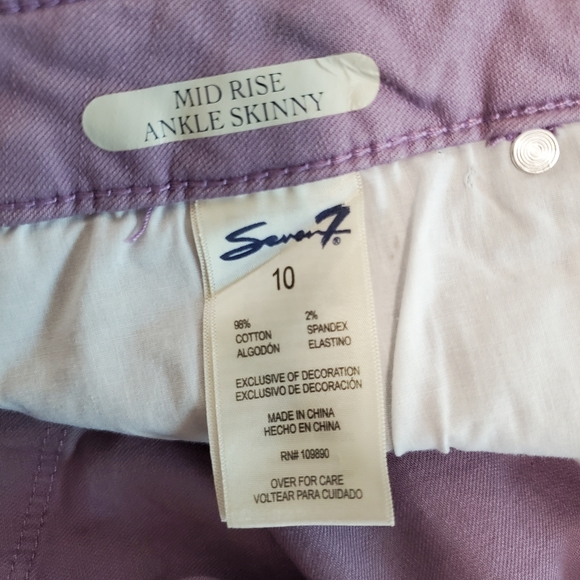 MID RISE
ANKLE SKINNY
Seven7®
10
98% 2%
COTTON SPANDEX
ALGODÓN ELASTINO
EXCLUSIVE OF DECORATION
EXCLUSIVO DE DECORACIÓN
MADE IN CHINA
HECHO EN CHINA
RN# 109890
OVER FOR CARE
VOLTEAR PARA CUIDADO